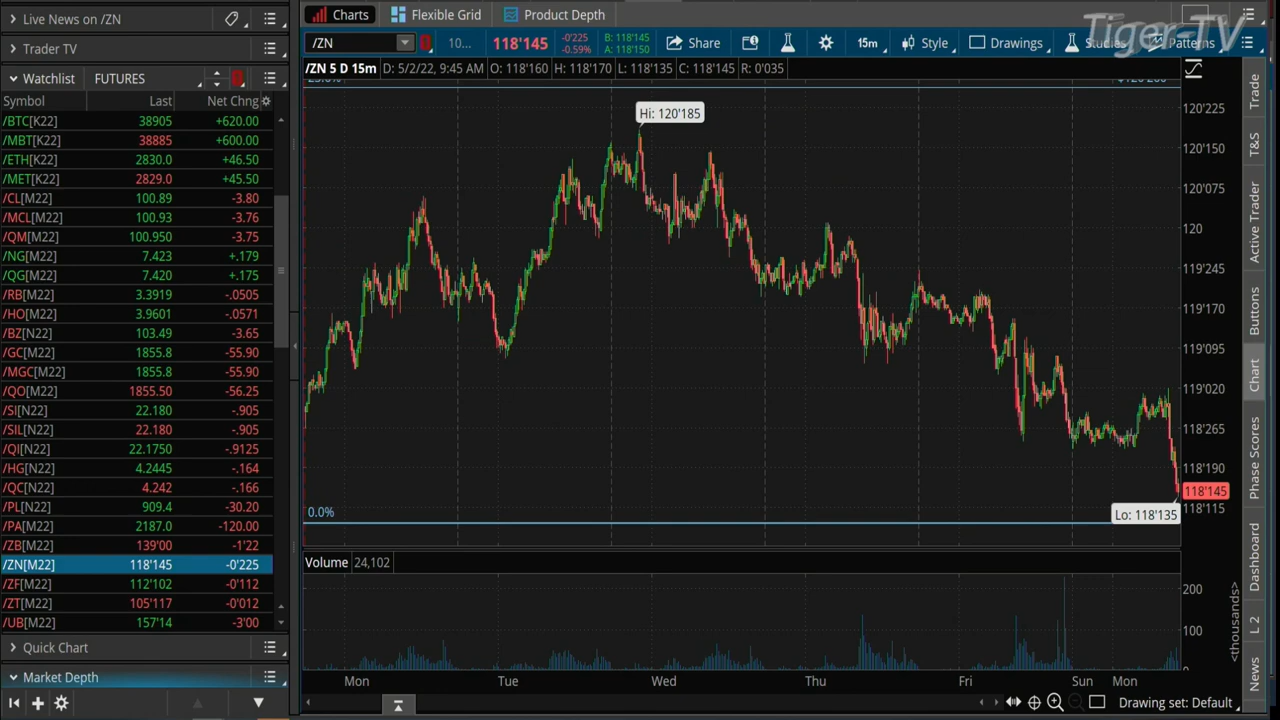 Live News on /ZN
Trader TV
Watchlist FUTURES
Symbol Last Net Chng
/BTC[K22] 38905 +620.00
/MBT[K22] 38885 +600.00
/ETH[K22] 2830.0 +46.50
/MET[K22] 2829.0 +45.50
/CL[M22] 100.89 -3.80
/MCL[M22] 100.93 -3.76
/QM[M22] 100.950 -3.75
/NG[M22] 7.423 +.179
/QG[M22] 7.420 +.175
/RB[M22] 3.3919 -.0505
/HO[M22] 3.9601 -.0571
/BZ[N22] 103.49 -3.65
/GC[M22] 1855.8 -55.90
/MGC[M22] 1855.8 -55.90
/QO[M22] 1855.50 -56.25
/SI[N22] 22.180 -.905
/SIL[N22] 22.180 -.905
/QI[N22] 22.1750 -.9125
/HG[N22] 4.2445 -.164
/QC[N22] 4.242 -.166
/PL[N22] 909.4 -30.20
/PA[M22] 2187.0 -120.00
/ZB[M22] 139'00 -1'22
/ZN[M22] 118'145 -0'225
/ZF[M22] 112'102 -0'112
/ZT[M22] 105'117 -0'012
/UB[M22] 157'14 -3'00
Quick Chart
Market Depth
Charts Flexible Grid Product Depth
Tiger-TV
/ZN 10... 118'145 -0'225 -0.59% B: 118'145 A: 118'150 Share 15m Style Drawings Studies Patterns
/ZN 5 D 15m D: 5/2/22, 9:45 AM O: 118'160 H: 118'170 L: 118'135 C: 118'145 R: 0'035
Hi: 120'185
120'225
120'150
120'075
120
119'245
119'170
119'095
119'020
118'265
118'190
118'145
118'115
0.0%
Lo: 118'135
Volume 24,102
200
100
0
<thousands>
Mon Tue Wed Thu Fri Sun Mon
Drawing set: Default
Trade
T&S
Active Trader
Buttons
Chart
Phase Scores
Dashboard
L 2
News